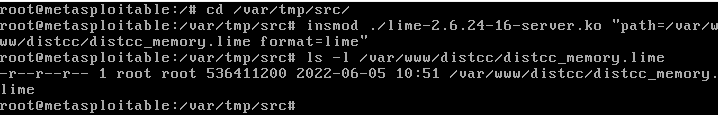 root@metasploitable:/# cd /var/tmp/src/
root@metasploitable:/var/tmp/src# insmod ./lime-2.6.24-16-server.ko "path=/var/w
ww/distcc/distcc_memory.lime format=lime"
root@metasploitable:/var/tmp/src# ls -l /var/www/distcc/distcc_memory.lime
-r--r--r-- 1 root root 536411200 2022-06-05 10:51 /var/www/distcc/distcc_memory.
lime
root@metasploitable:/var/tmp/src#